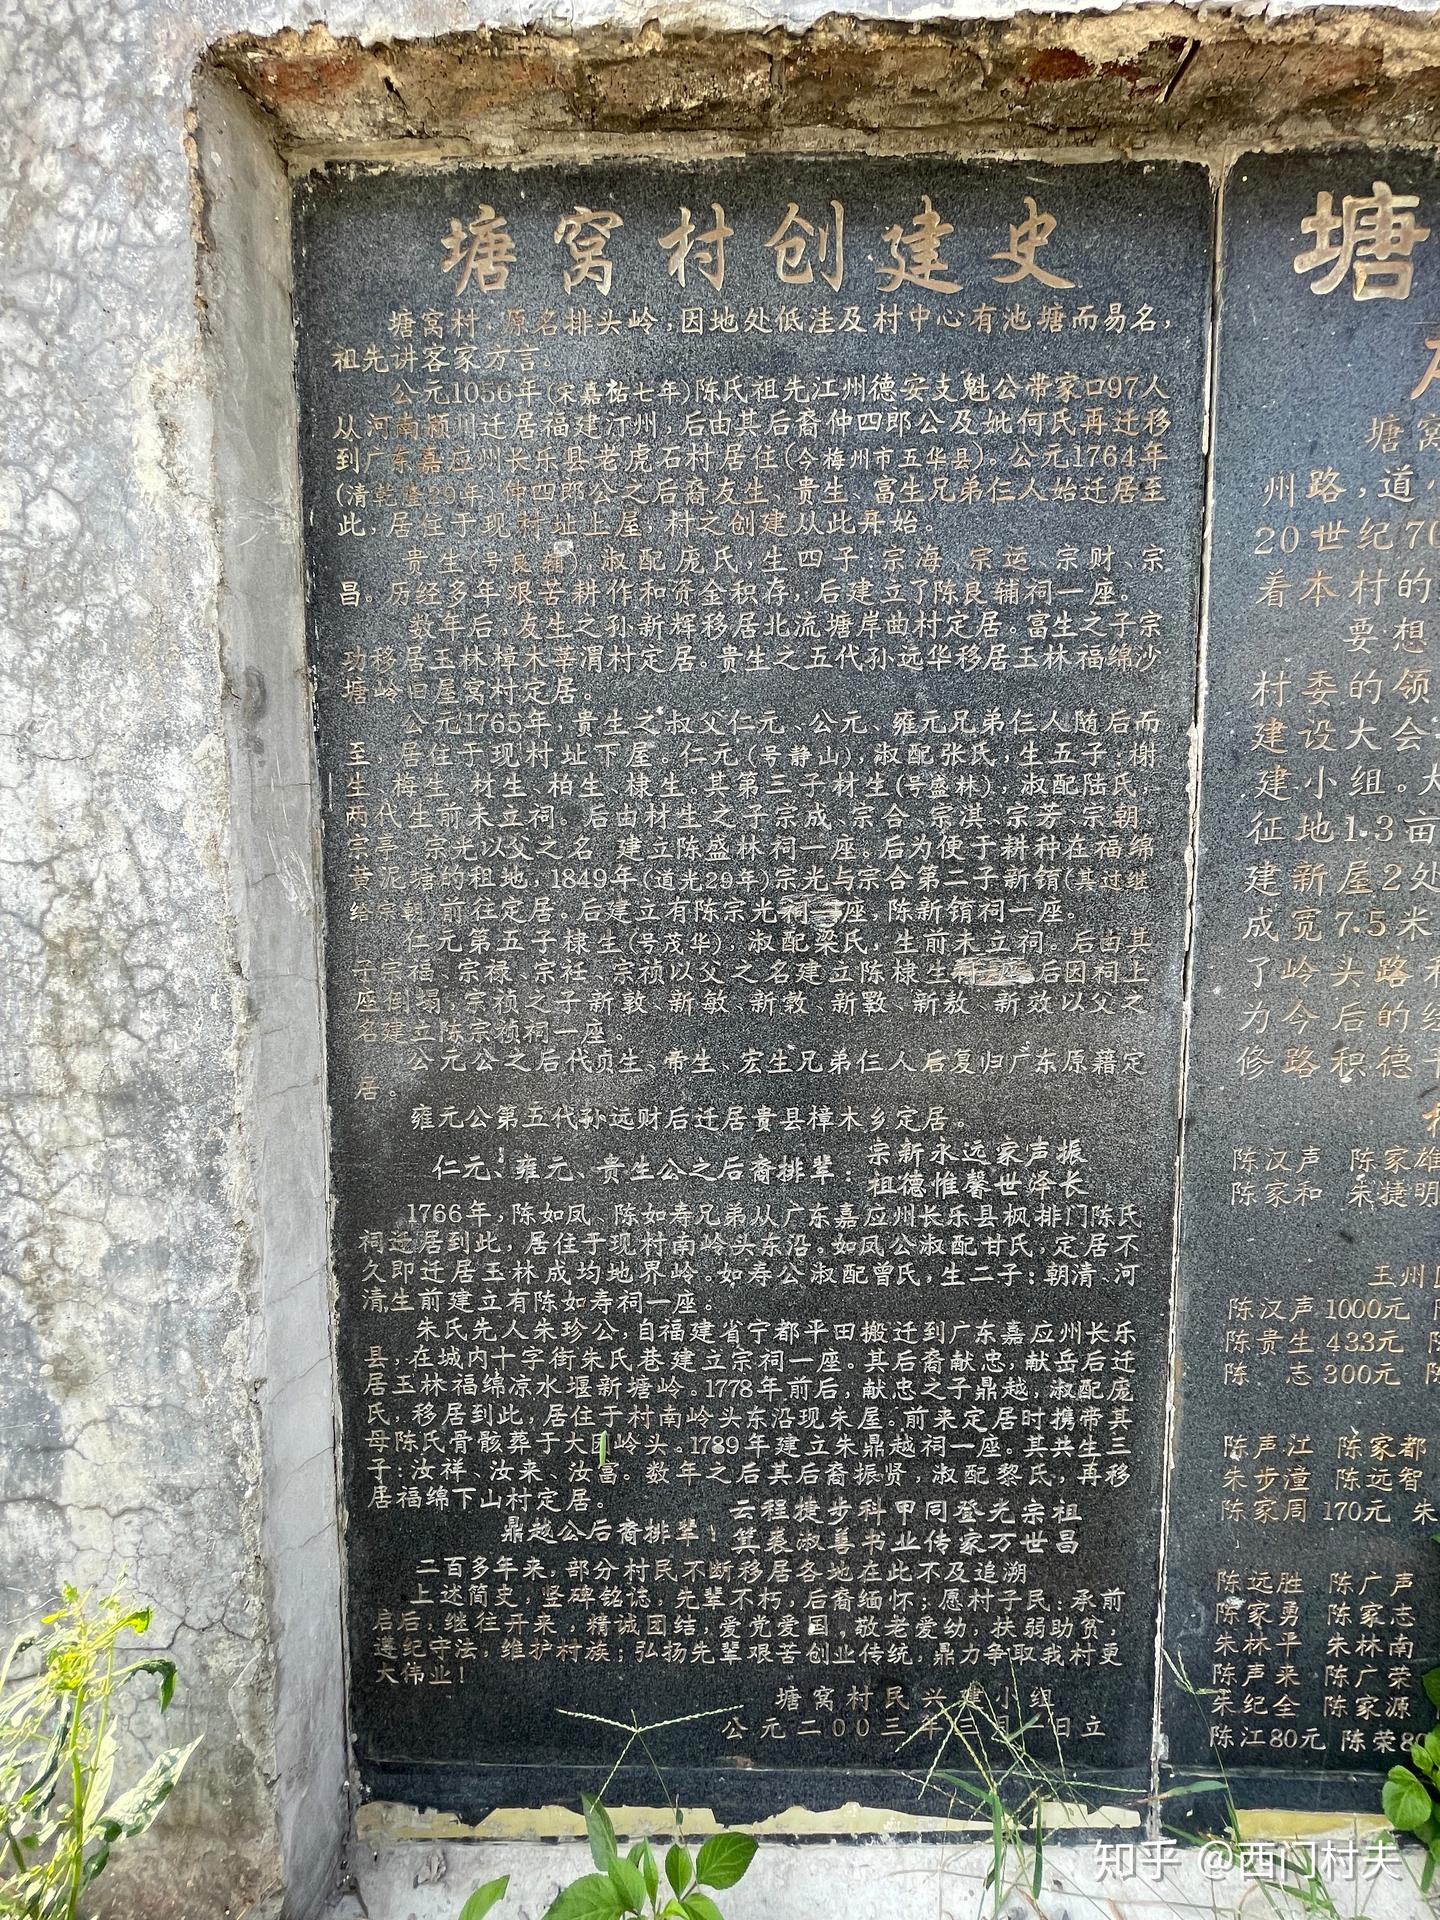 塘窝村创建史
塘窝村，原名排头岭，因地处低洼及村中心有池塘而易名，
祖先讲客家方言。
公元1056年(宋嘉祐七年)陈氏祖先江州德安支魁公带家口97人
从河南颍川迁居福建汀州，后由其后裔仲四郎公及妣何氏再迁移
到广东嘉应州长乐县老虎石村居住(今梅州市五华县)。公元1764年
(清乾隆29年)仲四郎公之后裔友生、贵生、富生兄弟仨人始迁居至
此，居住于现村址上屋，村之创建从此开始。
贵生(号良辅)，淑配庞氏，生四子：宗海、宗运、宗财、宗
昌。历经多年艰苦耕作和资金积存，后建立了陈良辅祠一座。
数年后，友生之孙新辉移居北流塘岸曲村定居。富生之子宗
功移居玉林樟木莘渭村定居。贵生之五代孙远华移居玉林福绵沙
塘岭旧屋窝村定居。
公元1765年，贵生之叔父仁元、公元、雍元兄弟仨人随后而
至，居住于现村址下屋。仁元(号静山)，淑配张氏，生五子：榭
生、梅生、材生、柏生、棣生。其第三子材生(号盛林)，淑配陆氏，
两代生前未立祠。后由材生之子宗成、宗合、宗淇、宗芳、宗朝、
宗亭、宗光以父之名 建立陈盛林祠一座。后为便于耕种在福绵
黄泥塘的租地，1849年(道光29年)宗光与宗合第二子新锖(其过继
给宗朝)前往定居。后建立有陈宗光祠一座，陈新锖祠一座。
仁元第五子棣生(号茂华)，淑配梁氏，生前未立祠。后由其
子宗福、宗禄、宗衽、宗祯以父之名建立陈棣生祠一座，后因祠上
座倒塌，宗祯之子新敦、新敏、新敫、新斁、新敖、新效以父之
名建立陈宗祯祠一座。
公元公之后代贞生、帝生、宏生兄弟仨人后复归广东原籍定
居。
雍元公第五代孙远财后迁居贵县樟木乡定居。
仁元、雍元、贵生公之后裔排辈：宗新永远家声振
祖德惟馨世泽长
1766年，陈如凤、陈如寿兄弟从广东嘉应州长乐县枫排门陈氏
祠迁居到此，居住于现村南岭头东沿。如凤公淑配甘氏，定居不
久即迁居玉林成均地界岭。如寿公淑配曾氏，生二子：朝清、河
清,生前建立有陈如寿祠一座。
朱氏先人朱珍公，自福建省宁都平田搬迁到广东嘉应州长乐
县，在城内十字街朱氏巷建立宗祠一座。其后裔献忠，献岳后迁
居玉林福绵凉水堰新塘岭。1778年前后，献忠之子鼎越，淑配庞
氏，移居到此，居住于村南岭头东沿现朱屋。前来定居时携带其
母陈氏骨骸葬于大园岭头。1789年建立朱鼎越祠一座。其共生三
子：汝祥、汝来、汝富。数年之后其后裔振贤，淑配黎氏，再移
居福绵下山村定居。
鼎越公后裔排辈：云程捷步科甲同登光宗祖
箕裘淑善书业传家万世昌
二百多年来，部分村民不断移居各地在此不及追溯
上述简史，竖碑铭志，先辈不朽，后裔缅怀；愿村子民：承前
启后，继往开来，精诚团结，爱党爱国，敬老爱幼，扶弱助贫，
遵纪守法，维护村族；弘扬先辈艰苦创业传统，鼎力争取我村更
大伟业！
塘窝村民兴建小组
公元二00三年三月一日立
塘
塘窝
州路，道
20世纪70
着本村的
要想
村委的领
建设大会
建小组。大
征地1.3亩
建新屋2处
成宽7.5米
了岭头路和
为今后的经
修路积德千
陈汉声 陈家雄
陈家和 朱捷明
玉州
陈汉声1000元
陈贵生433元
陈 志300元
陈声江 陈家都
朱步潼 陈远智
陈家周170元 朱
陈远胜 陈广声
陈家勇 陈家志
朱林平 朱林南
陈声来 陈广荣
朱纪全 陈家源
陈江80元 陈荣80
知乎 @西门村夫